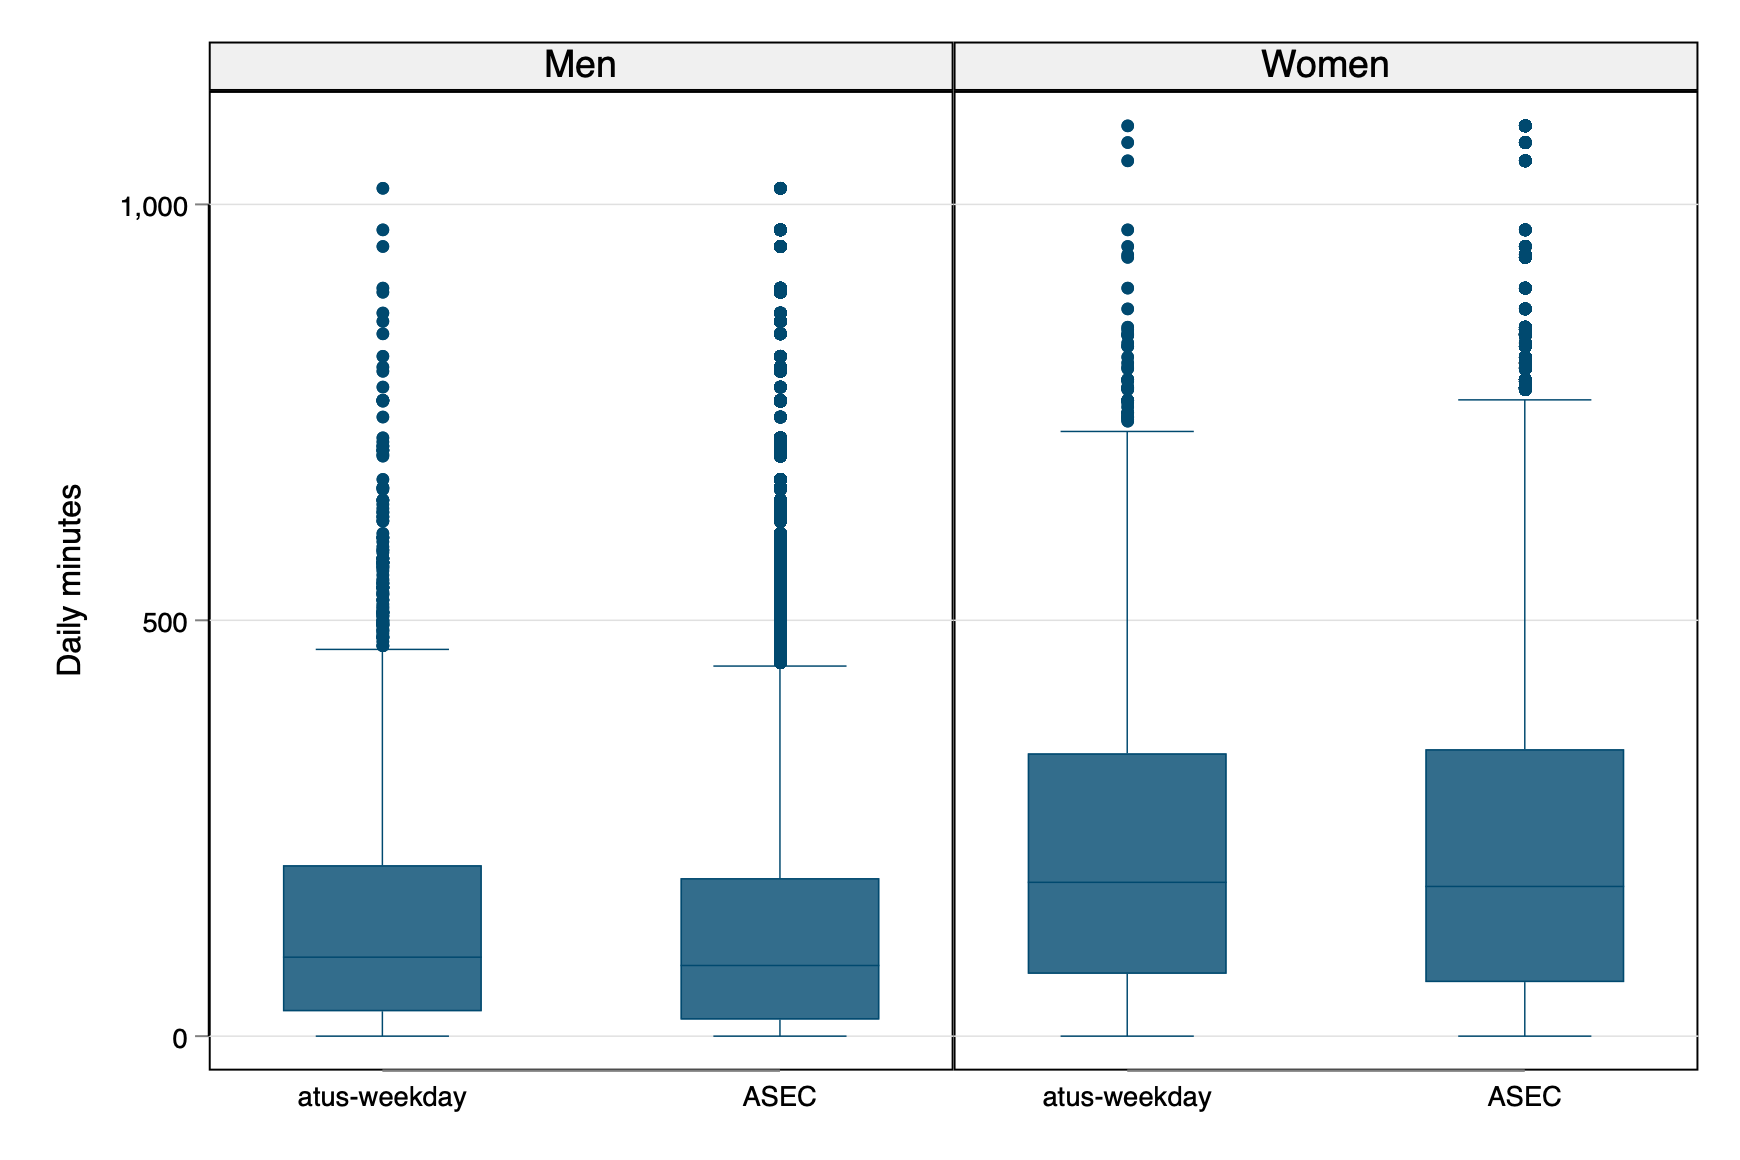 Men
Women
Daily minutes
1,000
500
0
atus-weekday
ASEC
atus-weekday
ASEC